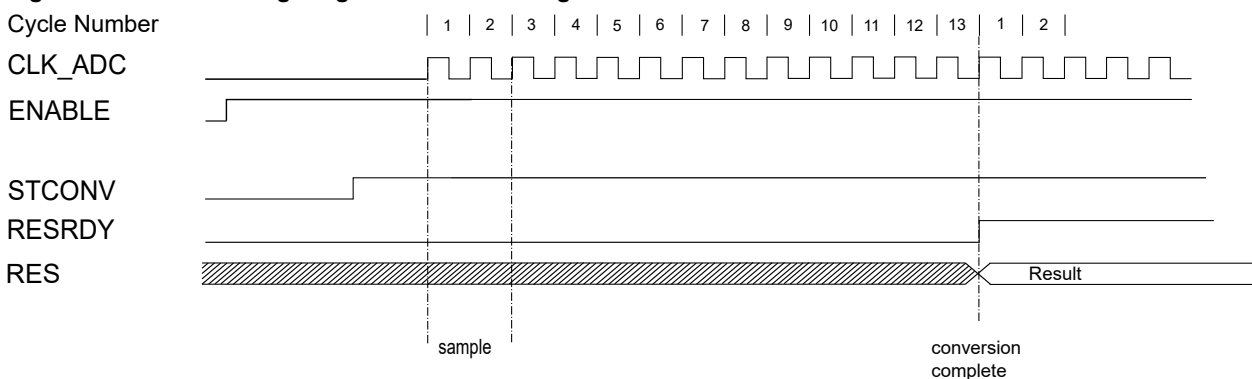 Cycle Number 1 2 3 4 5 6 7 8 9 10 11 12 13 1 2
CLK_ADC
ENABLE
STCONV
RESRDY
RES Result
sample
conversion
complete